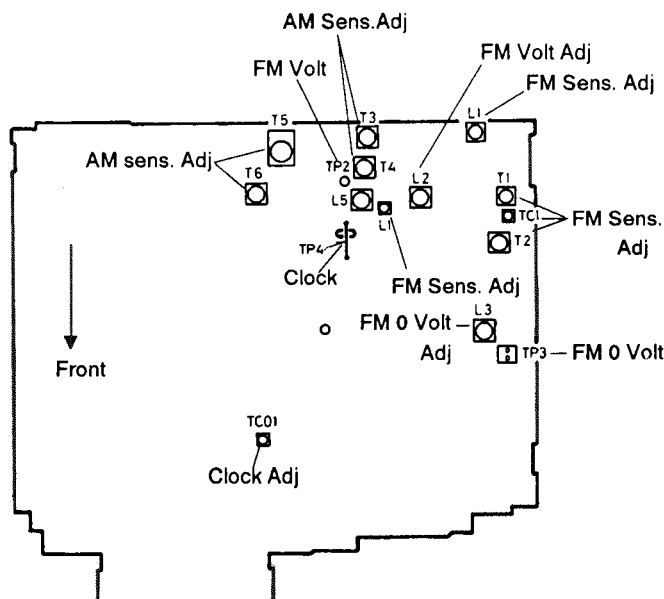 AM Sens.Adj
FM Volt
FM Volt Adj
FM Sens. Adj
T5
T3
L1
AM sens. Adj
TP2
T4
T6
L2
T1
L5
L1
TC1
FM Sens.
Adj
T2
TP4
Clock
FM Sens. Adj
L3
FM 0 Volt
Adj
TP3
FM 0 Volt
Front
TC01
Clock Adj